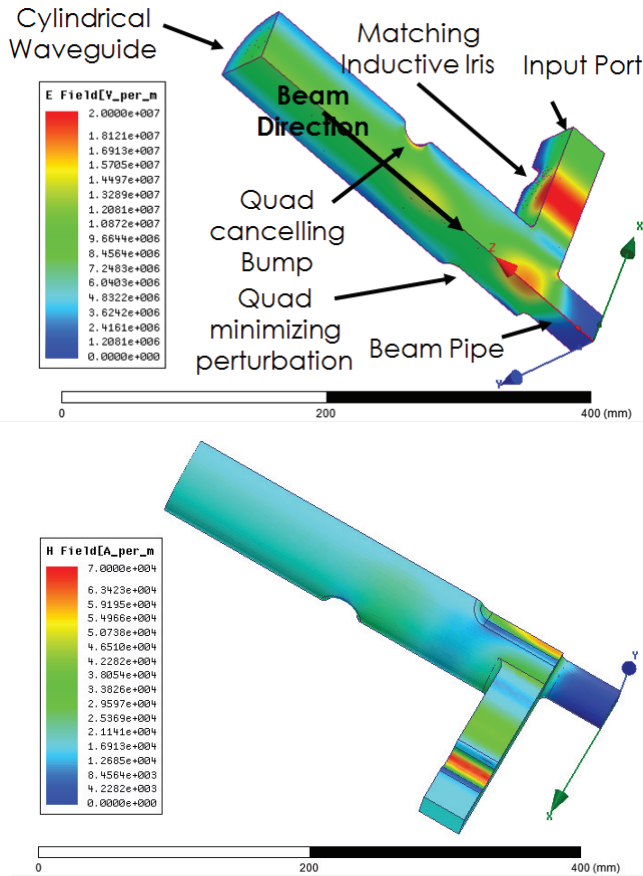 Cylindrical
Waveguide
Matching
Inductive Iris
Input Port
E Field[V_per_m
2.0000e+007
1.8121e+007
1.6913e+007
1.5705e+007
1.4497e+007
1.3289e+007
1.2081e+007
1.0872e+007
9.6644e+006
8.4564e+006
7.2483e+006
6.0403e+006
4.8322e+006
3.6242e+006
2.4161e+006
1.2081e+006
0.0000e+000
Beam
Direction
Quad
cancelling
Bump
Quad
minimizing
perturbation
Beam Pipe
X
Z
Y
0
200
400 (mm)
H Field[A_per_m
7.0000e+004
6.3423e+004
5.9195e+004
5.4966e+004
5.0738e+004
4.6510e+004
4.2282e+004
3.8054e+004
3.3826e+004
2.9597e+004
2.5369e+004
2.1141e+004
1.6913e+004
1.2685e+004
8.4564e+003
4.2282e+003
0.0000e+000
Y
X
0
200
400 (mm)